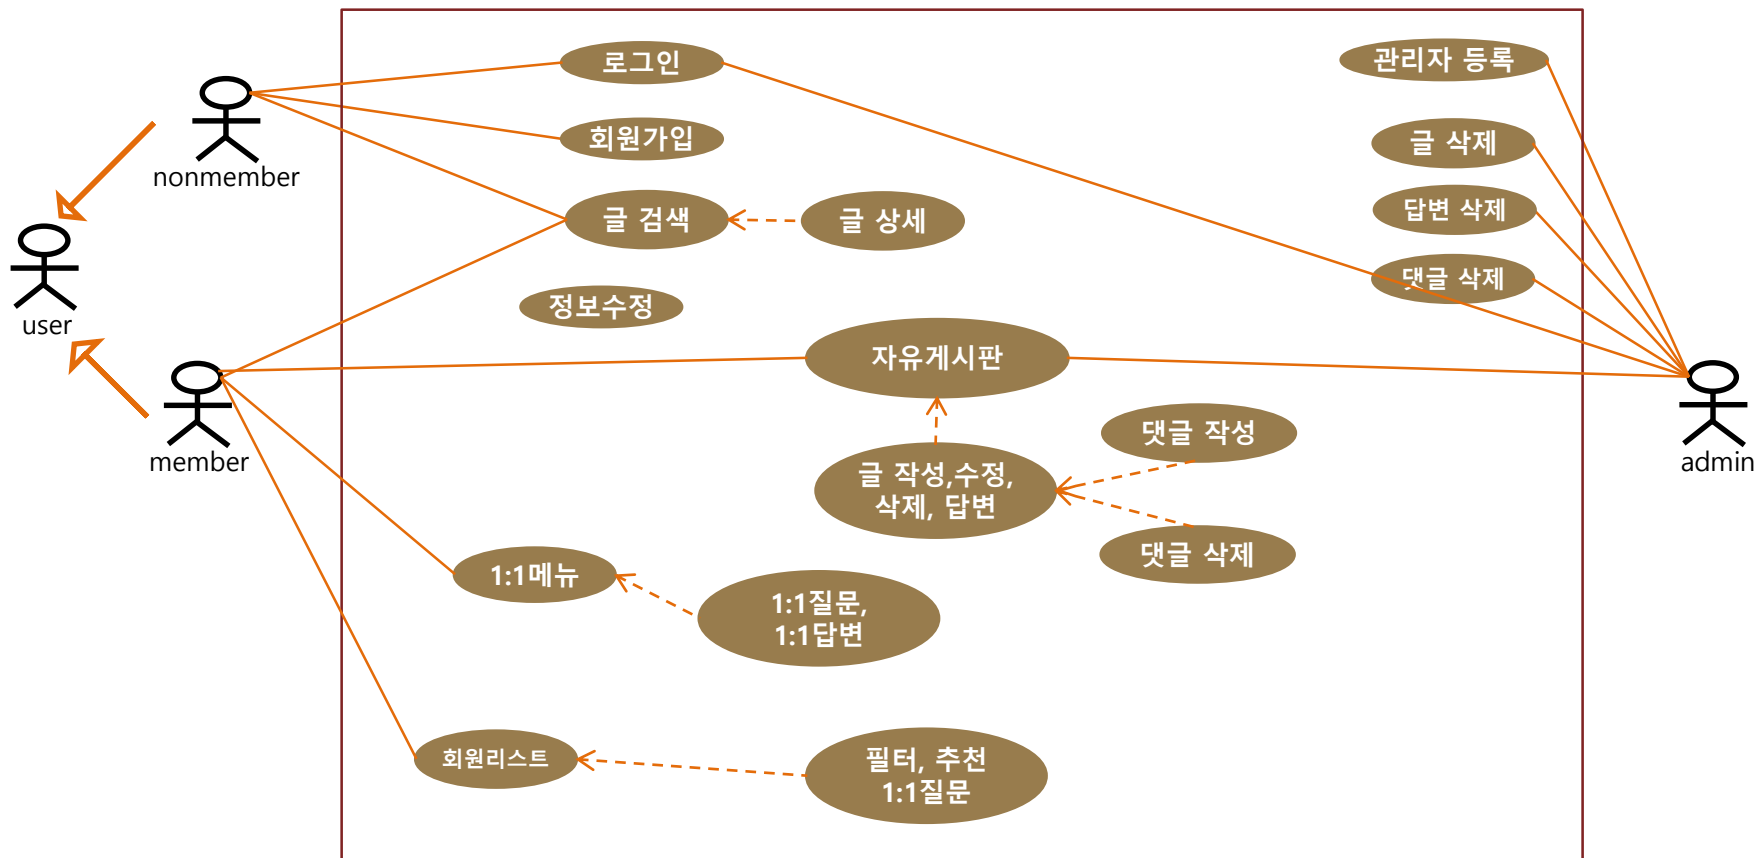 로그인
관리자 등록
회원가입
글 삭제
nonmember
글 검색
글 상세
답변 삭제
댓글 삭제
정보수정
user
자유게시판
member
admin
댓글 작성
글 작성,수정,
삭제, 답변
댓글 삭제
1:1메뉴
1:1질문,
1:1답변
회원리스트
필터, 추천
1:1질문